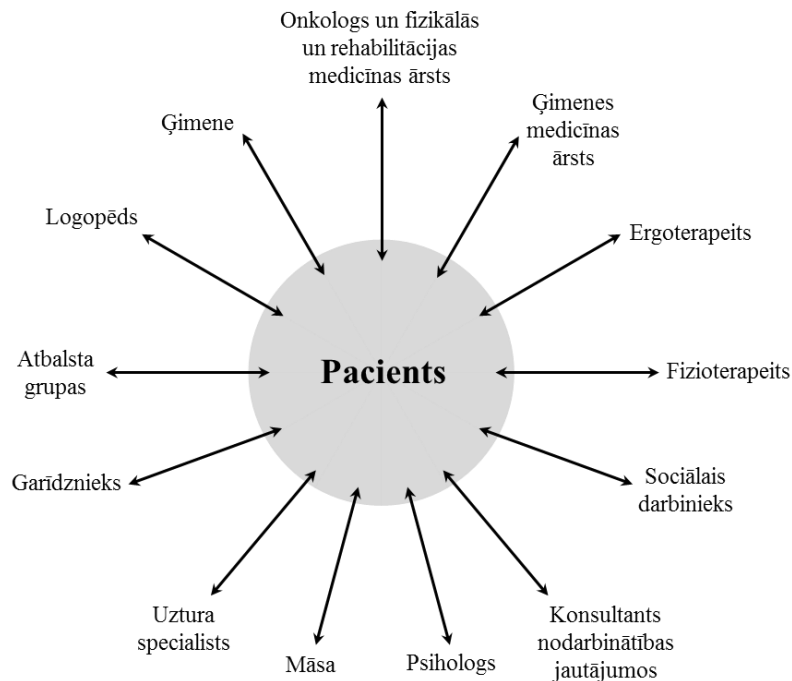 Onkologs un fizikālās
un rehabilitācijas
medicīnas ārsts
Ģimene
Ģimenes
medicīnas
ārsts
Logopēds
Ergoterapeits
Atbalsta
grupas
Pacients
Fizioterapeits
Garīdznieks
Sociālais
darbinieks
Uztura
specialists
Māsa
Psihologs
Konsultants
nodarbinātības
jautājumos